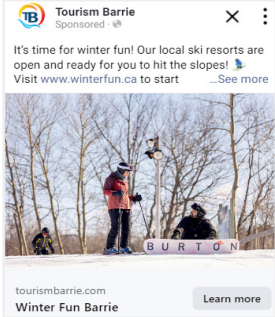 TB
Tourism Barrie
Sponsored ·
It's time for winter fun! Our local ski resorts are
open and ready for you to hit the slopes!
Visit www.winterfun.ca to start ...See more
BURTON
tourismbarrie.com
Winter Fun Barrie
Learn more